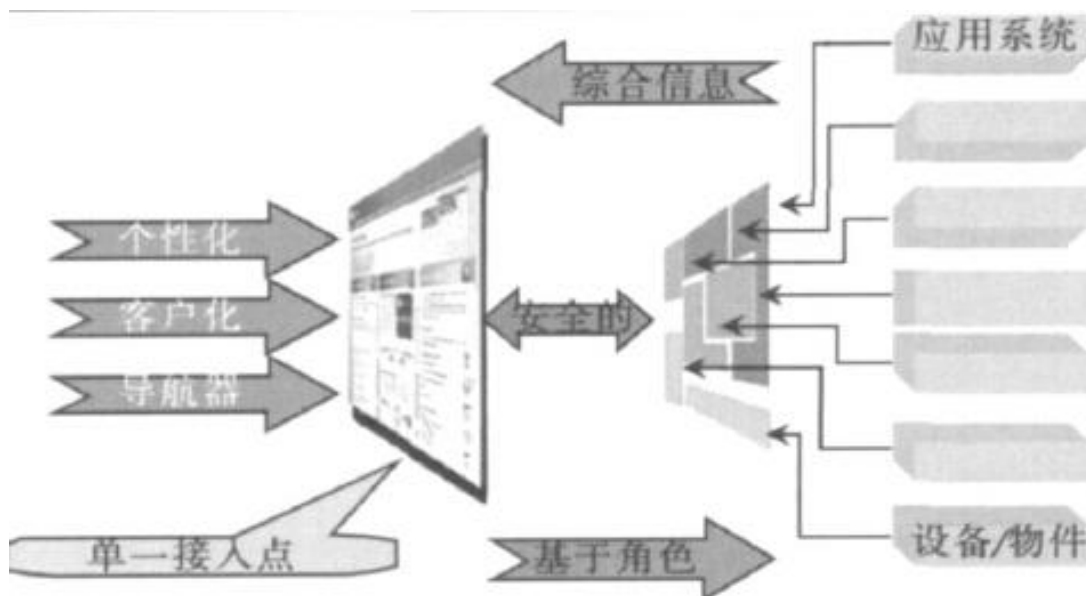 应用系统
综合信息
个性化
客户化
安全的
导航器
单一接入点
基于角色
设备/物件